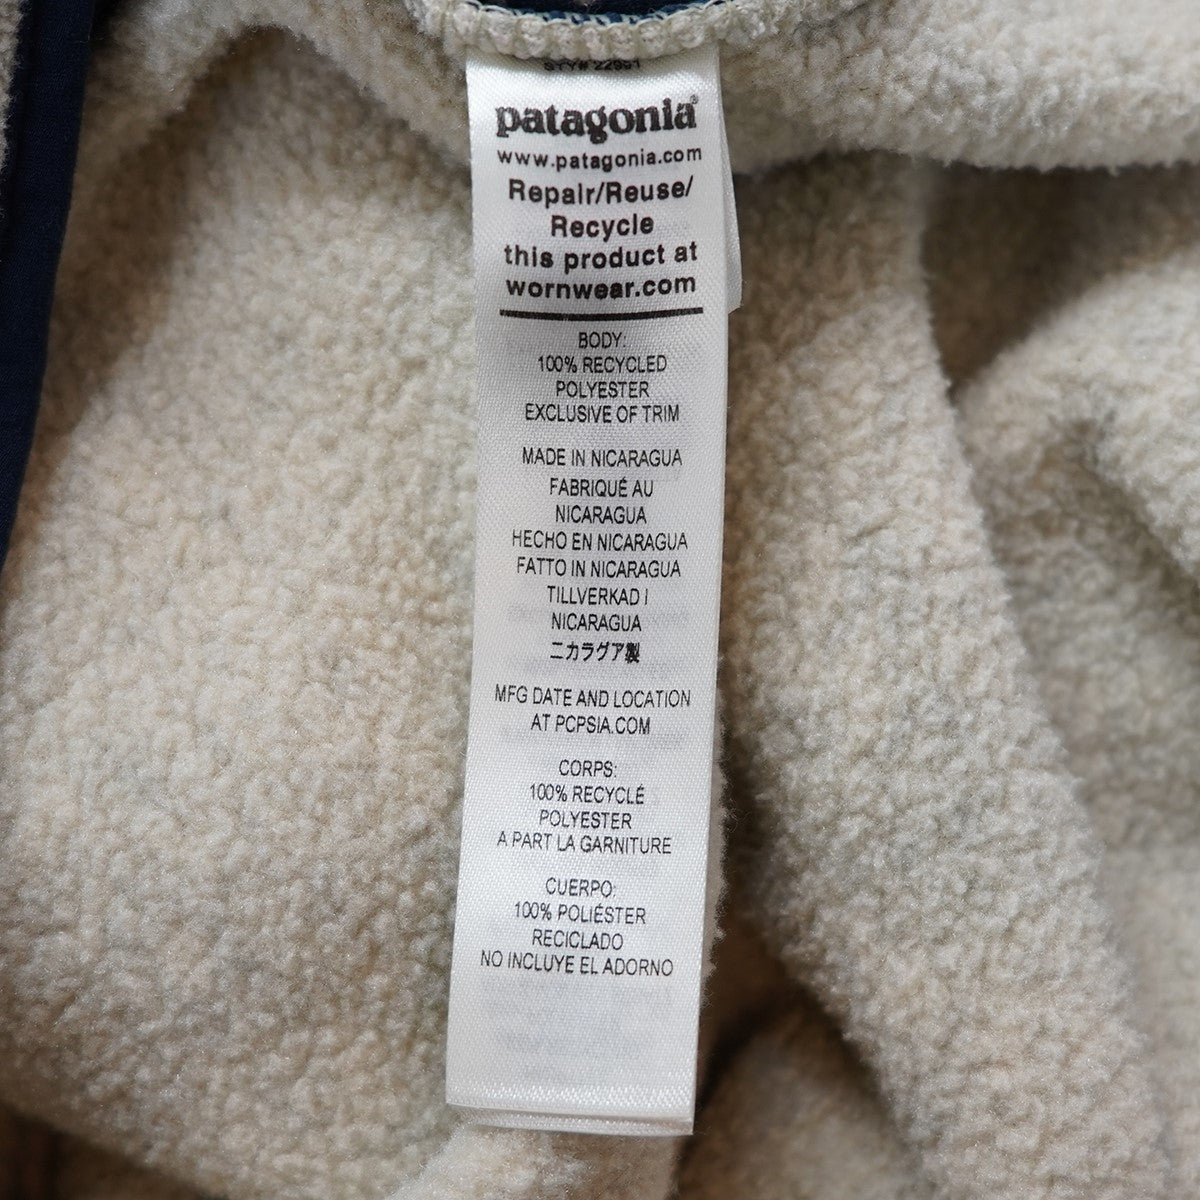 STY# 22991
patagonia®
www.patagonia.com
Repair/Reuse/
Recycle
this product at
wornwear.com
BODY:
100% RECYCLED
POLYESTER
EXCLUSIVE OF TRIM
MADE IN NICARAGUA
FABRIQUÉ AU
NICARAGUA
HECHO EN NICARAGUA
FATTO IN NICARAGUA
TILLVERKAD I
NICARAGUA
ニカラグア製
MFG DATE AND LOCATION
AT PCPSIA.COM
CORPS:
100% RECYCLÉ
POLYESTER
A PART LA GARNITURE
CUERPO:
100% POLIÉSTER
RECICLADO
NO INCLUYE EL ADORNO